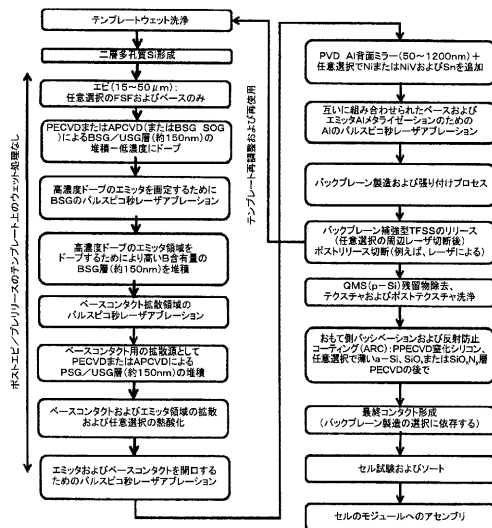 テンプレートウェット洗浄
二層多孔質Si形成
エピ(15~50μm):
任意選択のFSFおよびベースのみ
PECVDまたはAPCVD(またはBSG SOG)
によるBSG/USG層(約150nm)の
堆積-低濃度にドープ
高濃度ドープのエミッタを画定するために
BSGのパルスピコ秒レーザアブレーション
高濃度ドープのエミッタ領域を
ドープするためにより高いB含有量の
BSG層(約150nm)を堆積
ベースコンタクト拡散領域の
パルスピコ秒レーザアブレーション
ベースコンタクト用の拡散源として
PECVDまたはAPCVDによる
PSG/USG層(約150nm)の堆積
ベースコンタクトおよびエミッタ領域の拡散
および任意選択の熱酸化
エミッタおよびベースコンタクトを開口する
ためのパルスピコ秒レーザアブレーション
ポストエピ/プレリリースのテンプレート上のウェット処理なし
テンプレート再調整および再使用
PVD Al背面ミラー(50~1200nm)+
任意選択でNiまたはNiVおよびSnを追加
互いに組み合わせられたベースおよび
エミッタAlメタライゼーションのための
Alのパルスピコ秒レーザアブレーション
バックプレーン製造および張り付けプロセス
バックプレーン補強型TFSSのリリース
(任意選択の周辺レーザ切断後)
ポストリリース切断(例えば、レーザによる)
QMS(p-Si)残留物除去、
テクスチャおよびポストテクスチャ洗浄
おもて側パッシベーションおよび反射防止
コーティング(ARC):PPECVD窒化シリコン、
任意選択で薄いa-Si、SiO₂またはSiOₓNᵧ層
PECVDの後で
最終コンタクト形成
(バックプレーン製造の選択に依存する)
セル試験およびソート
セルのモジュールへのアセンブリ